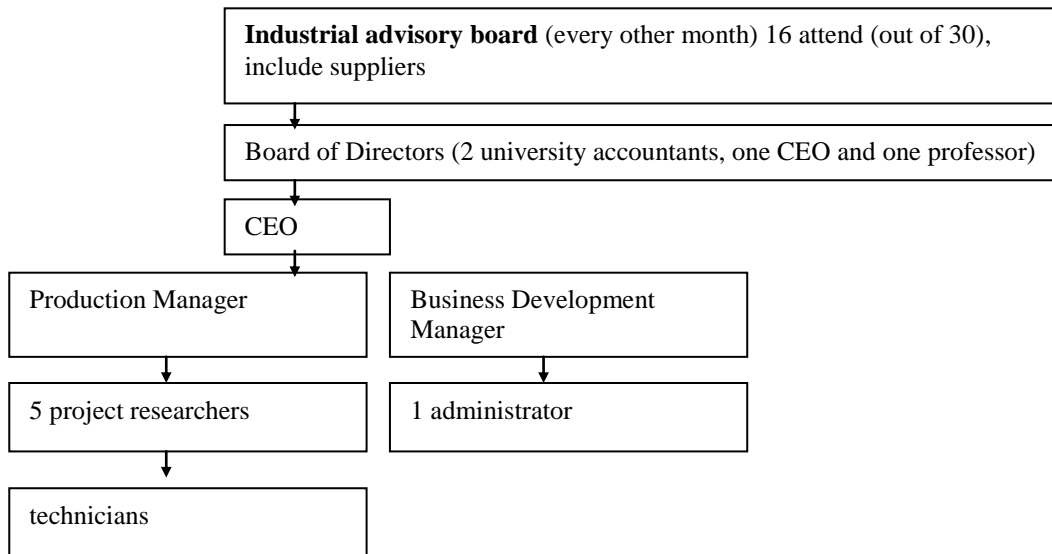 Industrial advisory board (every other month) 16 attend (out of 30),
include suppliers
Board of Directors (2 university accountants, one CEO and one professor)
CEO
Production Manager
Business Development
Manager
5 project researchers
1 administrator
technicians